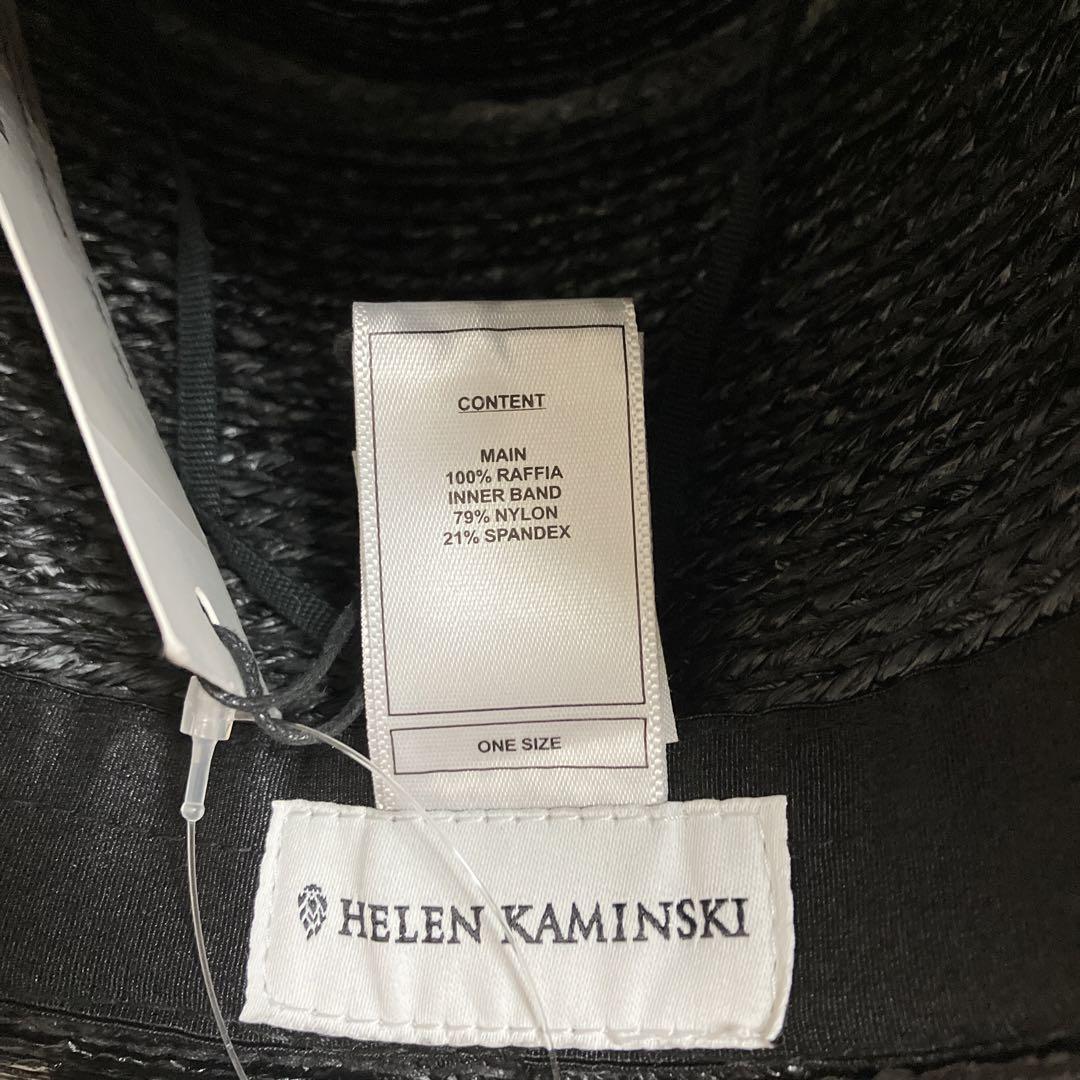 CONTENT
MAIN
100% RAFFIA
INNER BAND
79% NYLON
21% SPANDEX
ONE SIZE
HELEN KAMINSKI